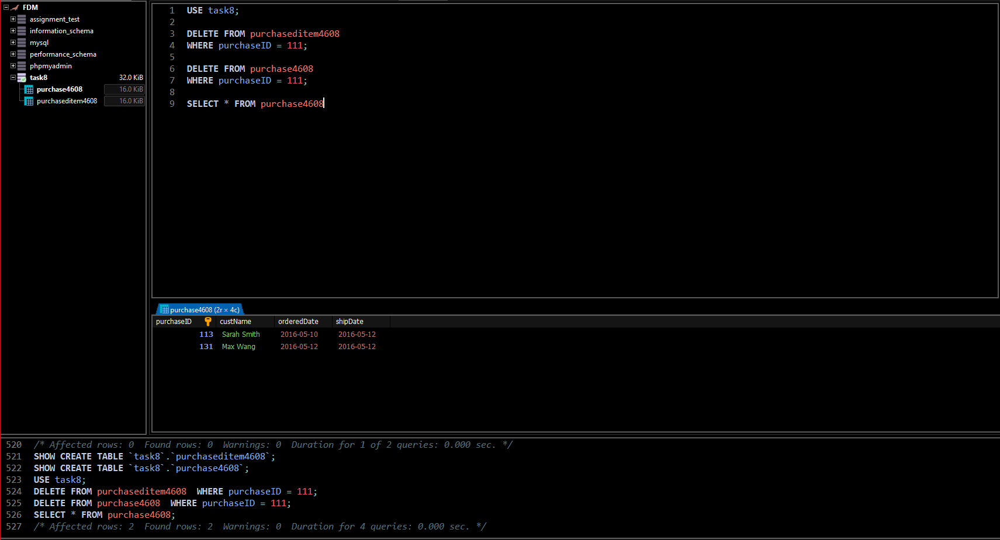 FDM
assignment_test
information_schema
mysql
performance_schema
phpmyadmin
task8 32.0 KiB
purchase4608 16.0 KiB
purchaseditem4608 16.0 KiB
1 USE task8;
2
3 DELETE FROM purchaseditem4608
4 WHERE purchaseID = 111;
5
6 DELETE FROM purchase4608
7 WHERE purchaseID = 111;
8
9 SELECT * FROM purchase4608
purchase4608 (2r × 4c)
purchaseID custName orderedDate shipDate
113 Sarah Smith 2016-05-10 2016-05-12
131 Max Wang 2016-05-12 2016-05-12
520 /* Affected rows: 0 Found rows: 0 Warnings: 0 Duration for 1 of 2 queries: 0.000 sec. */
521 SHOW CREATE TABLE `task8`.`purchaseditem4608`;
522 SHOW CREATE TABLE `task8`.`purchase4608`;
523 USE task8;
524 DELETE FROM purchaseditem4608 WHERE purchaseID = 111;
525 DELETE FROM purchase4608 WHERE purchaseID = 111;
526 SELECT * FROM purchase4608;
527 /* Affected rows: 2 Found rows: 2 Warnings: 0 Duration for 4 queries: 0.000 sec. */